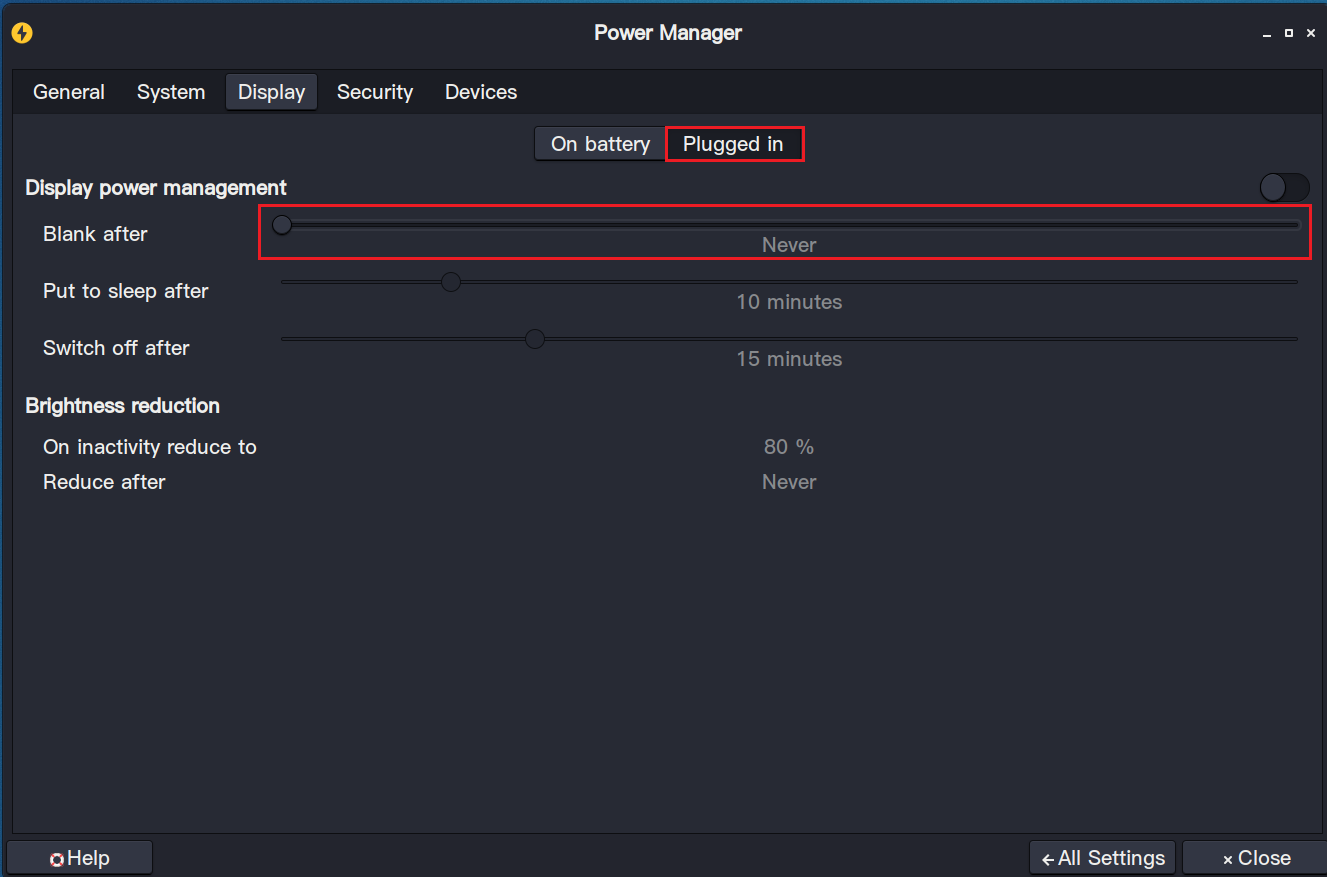 Power Manager
General System Display Security Devices
On battery Plugged in
Display power management
Blank after
Never
Put to sleep after
10 minutes
Switch off after
15 minutes
Brightness reduction
On inactivity reduce to 80 %
Reduce after Never
Help All Settings Close